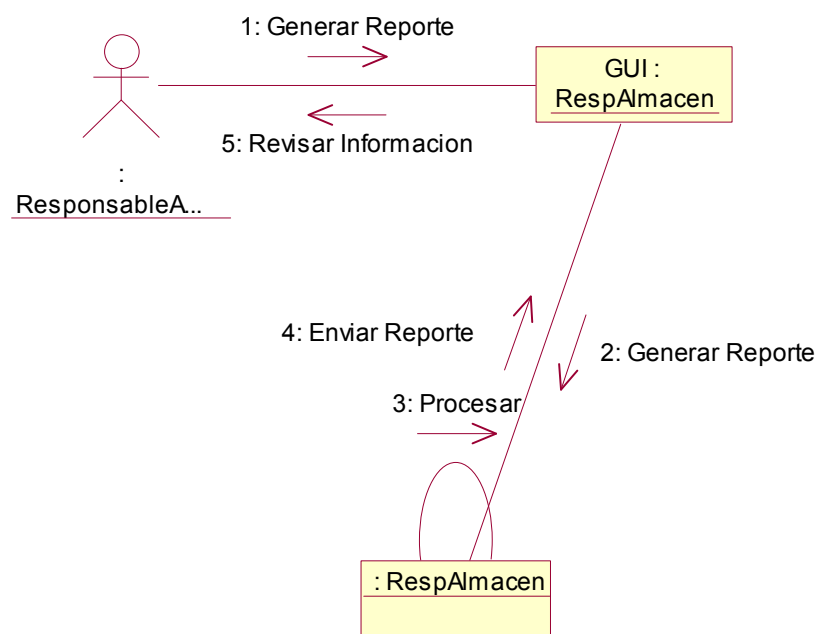 1: Generar Reporte
GUI :
RespAlmacen
5: Revisar Informacion
:
ResponsableA...
4: Enviar Reporte
2: Generar Reporte
3: Procesar
: RespAlmacen